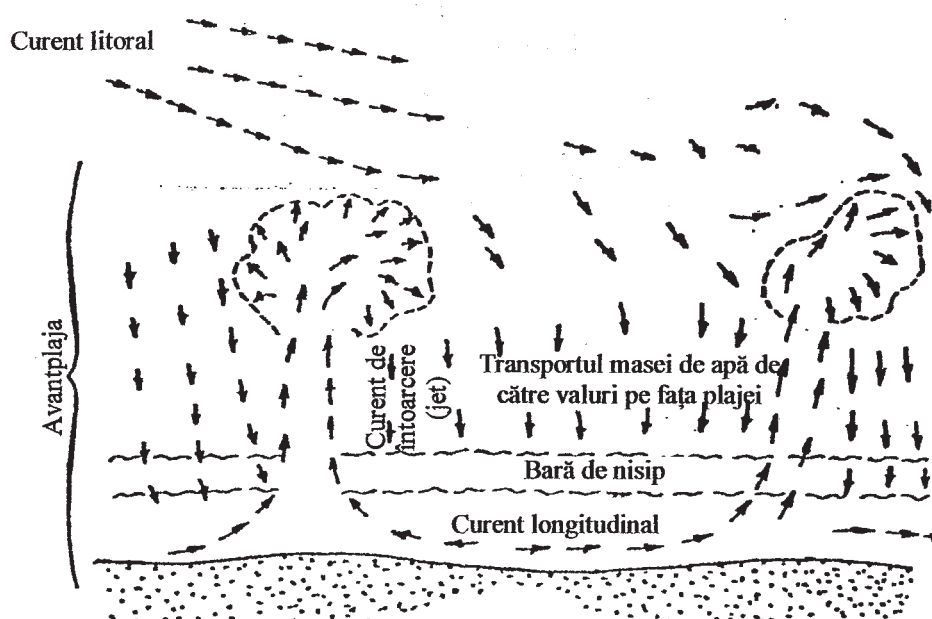 Curent litoral
Avantplaja
Curent de
întoarcere
(jet)
Transportul masei de apă de
către valuri pe fața plajei
Bară de nisip
Curent longitudinal